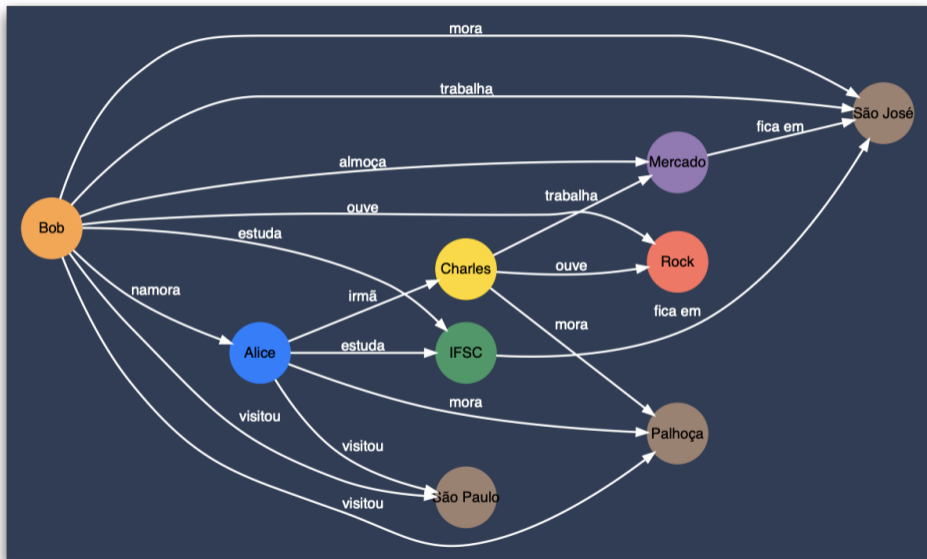 mora
trabalha
São José
fica em
almoça
Mercado
trabalha
ouve
Bob
estuda
Rock
ouve
Charles
namora
irmã
fica em
mora
estuda
Alice
IFSC
mora
visitou
Palhoça
visitou
São Paulo
visitou